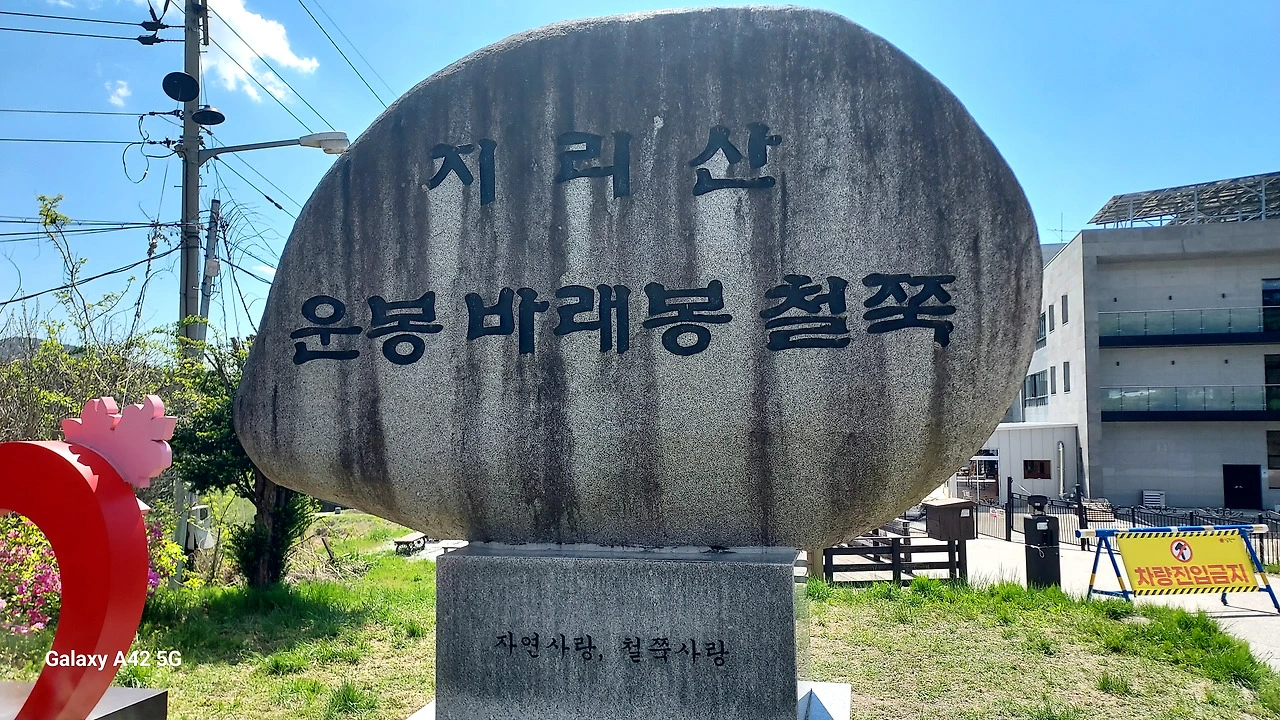 지리산
운봉 바래봉 철쭉
자연사랑, 철쭉사랑
차량진입금지
Galaxy A42 5G